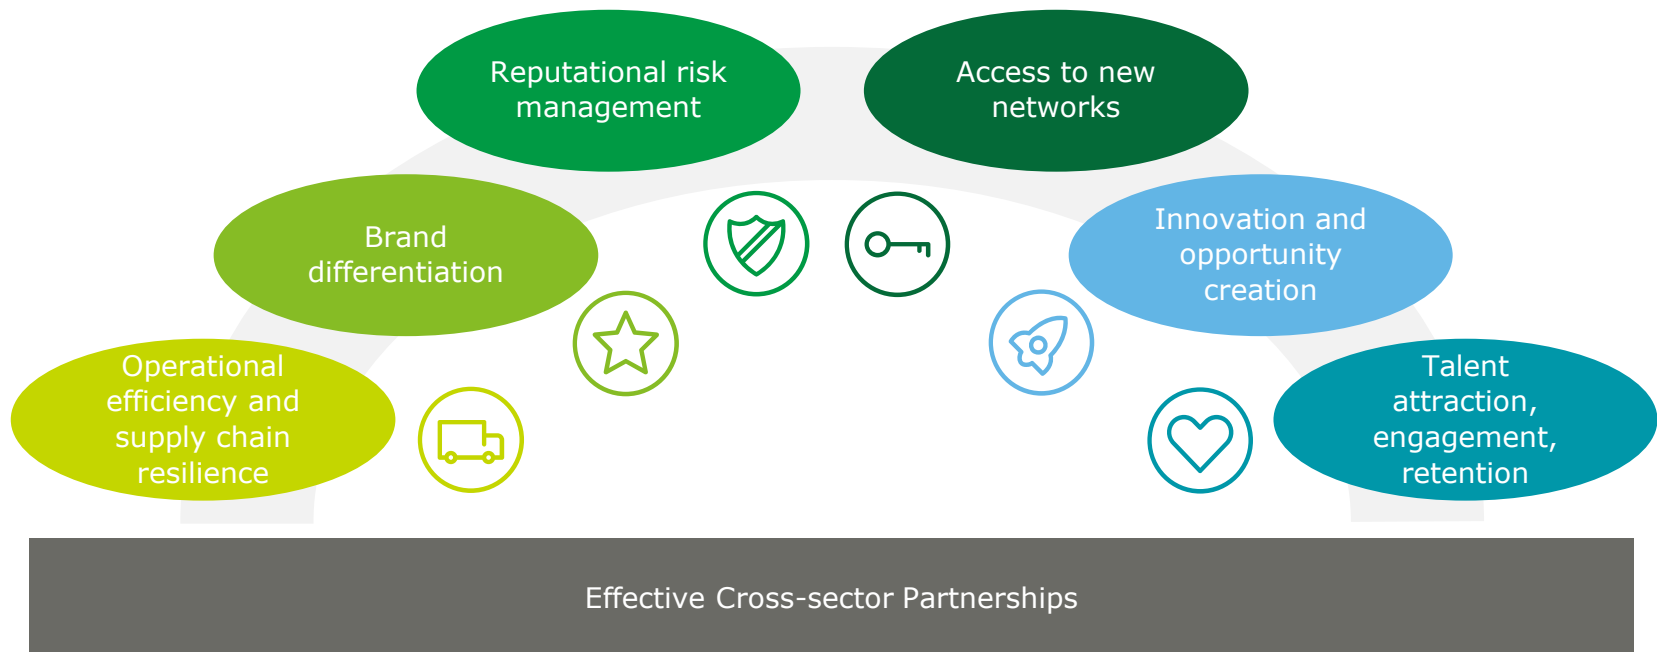 Reputational risk
management
Access to new
networks
Brand
differentiation
Innovation and
opportunity
creation
Operational
efficiency and
supply chain
resilience
Talent
attraction,
engagement,
retention
Effective Cross-sector Partnerships